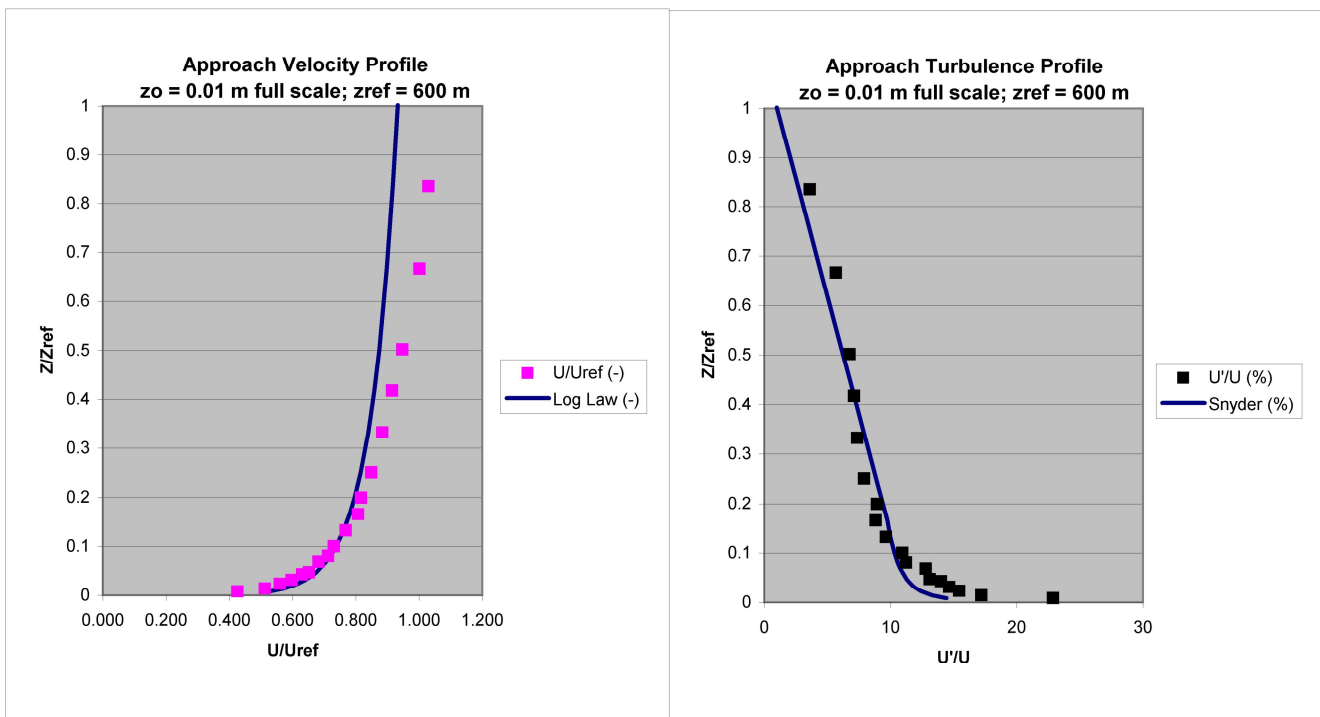 Approach Velocity Profile
zo = 0.01 m full scale; zref = 600 m
1
0.9
0.8
0.7
0.6
0.5
0.4
0.3
0.2
0.1
0
Z/Zref
0.000 0.200 0.400 0.600 0.800 1.000 1.200
U/Uref
U/Uref (-)
Log Law (-)
Approach Turbulence Profile
zo = 0.01 m full scale; zref = 600 m
1
0.9
0.8
0.7
0.6
0.5
0.4
0.3
0.2
0.1
0
Z/Zref
0 10 20 30
U'/U
U'/U (%)
Snyder (%)